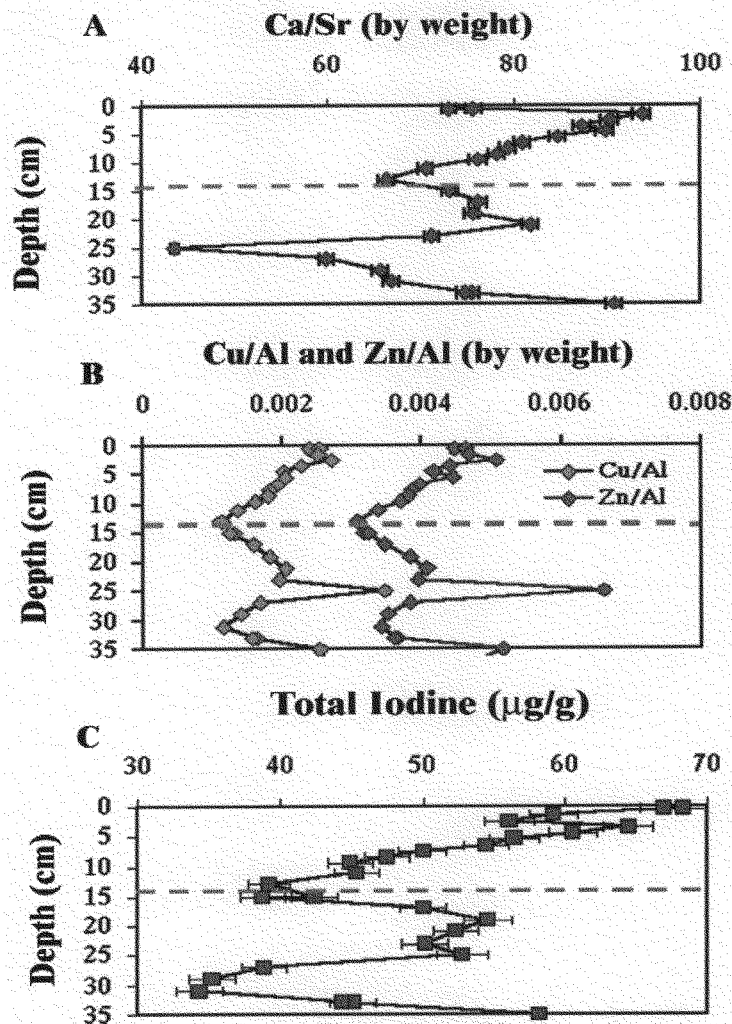 A
Ca/Sr (by weight)
40 60 80 100
Depth (cm)
0
5
10
15
20
25
30
35
B
Cu/Al and Zn/Al (by weight)
0 0.002 0.004 0.006 0.008
Depth (cm)
0
5
10
15
20
25
30
35
Cu/Al
Zn/Al
C
Total Iodine (μg/g)
30 40 50 60 70
Depth (cm)
0
5
10
15
20
25
30
35